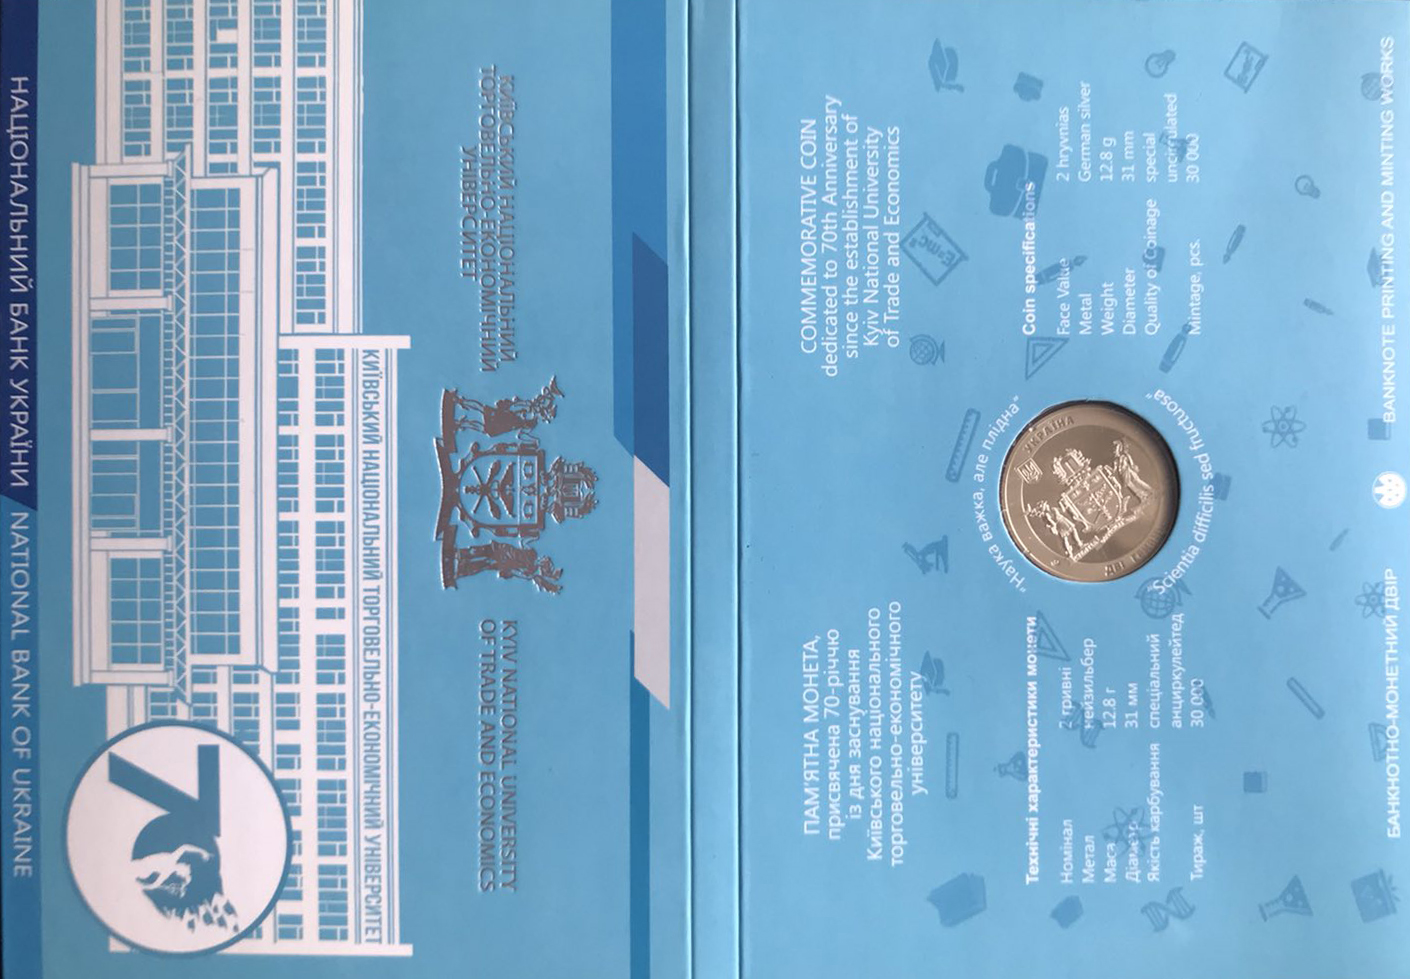 НАЦІОНАЛЬНИЙ БАНК УКРАЇНИ
NATIONAL BANK OF UKRAINE
КИЇВСЬКИЙ НАЦІОНАЛЬНИЙ ТОРГОВЕЛЬНО-ЕКОНОМІЧНИЙ УНІВЕРСИТЕТ
КИЇВСЬКИЙ НАЦІОНАЛЬНИЙ
ТОРГОВЕЛЬНО-ЕКОНОМІЧНИЙ
УНІВЕРСИТЕТ
KYIV NATIONAL UNIVERSITY
OF TRADE AND ECONOMICS
ПАМ'ЯТНА МОНЕТА,
присвячена 70-річчю
із дня заснування
Київського національного
торговельно-економічного
університету
COMMEMORATIVE COIN
dedicated to 70th Anniversary
since the establishment of
Kyiv National University
of Trade and Economics
E=mc²
"Наука важка, але плідна"
УКРАЇНА
"Scientia difficilis sed fructuosa"
Технічні характеристики монети
Номінал 2 гривні
Метал нейзильбер
Маса 12.8 г
Діаметр 31 мм
Якість карбування спеціальний
анциркулейтед
Тираж, шт 30 000
Coin specifications
Face Value 2 hryvnias
Metal German silver
Weight 12.8 g
Diameter 31 mm
Quality of Coinage special
uncirculated
Mintage, pcs. 30 000
БАНКНОТНО-МОНЕТНИЙ ДВІР
BANKNOTE PRINTING AND MINTING WORKS